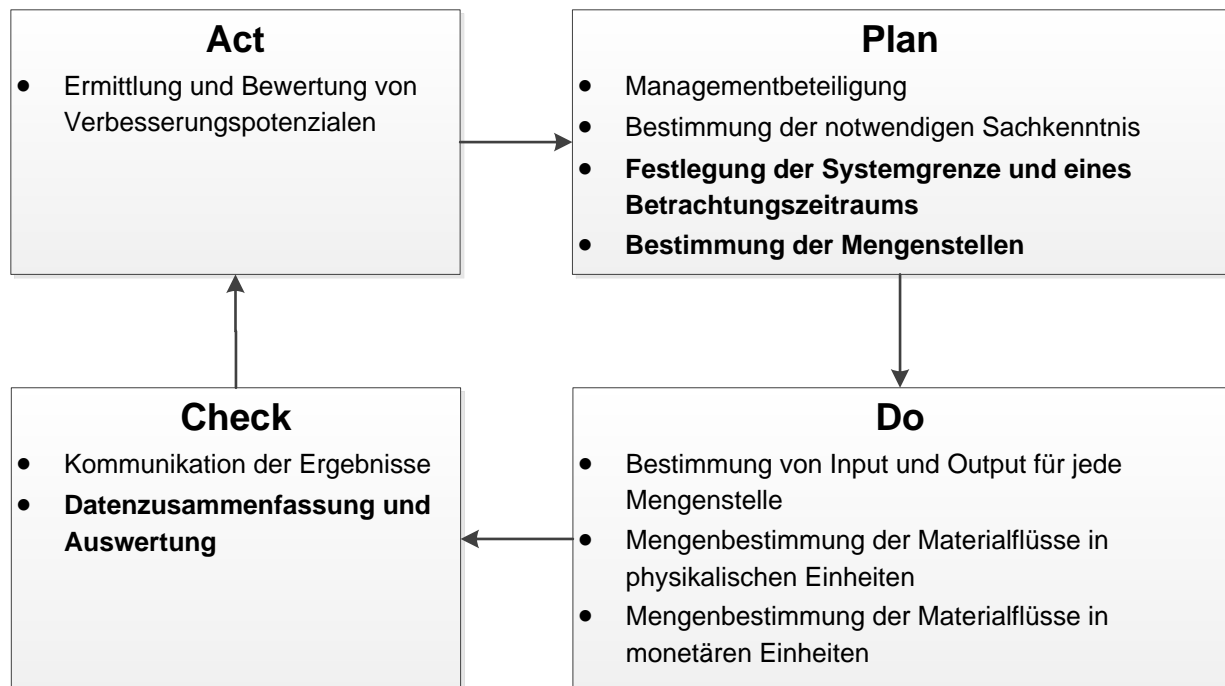 Act
● Ermittlung und Bewertung von
Verbesserungspotenzialen
Plan
● Managementbeteiligung
● Bestimmung der notwendigen Sachkenntnis
● Festlegung der Systemgrenze und eines
Betrachtungszeitraums
● Bestimmung der Mengenstellen
Check
● Kommunikation der Ergebnisse
● Datenzusammenfassung und
Auswertung
Do
● Bestimmung von Input und Output für jede
Mengenstelle
● Mengenbestimmung der Materialflüsse in
physikalischen Einheiten
● Mengenbestimmung der Materialflüsse in
monetären Einheiten